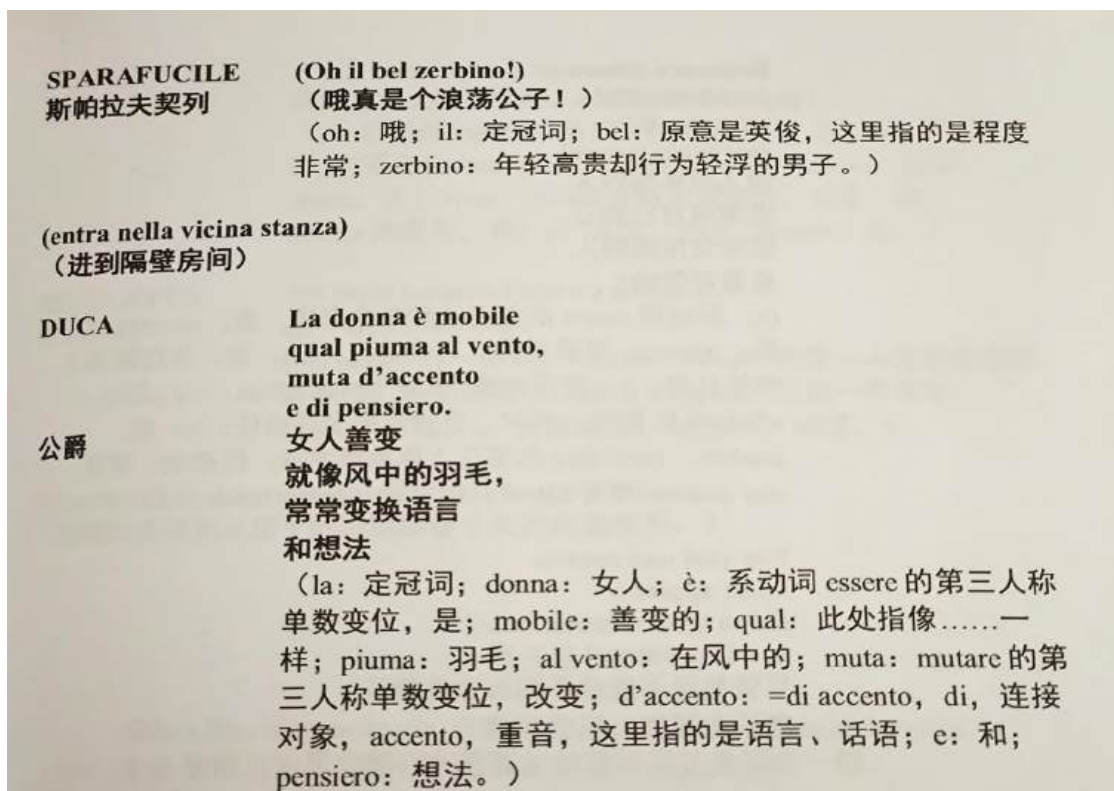 SPARAFUCILE (Oh il bel zerbino!)
斯帕拉夫契列 （哦真是个浪荡公子！）
（oh：哦；il：定冠词；bel：原意是英俊，这里指的是程度
非常；zerbino：年轻高贵却行为轻浮的男子。）
(entra nella vicina stanza)
（进到隔壁房间）
DUCA La donna è mobile
qual piuma al vento,
muta d’accento
e di pensiero.
公爵 女人善变
就像风中的羽毛，
常常变换语言
和想法
（la：定冠词；donna：女人；è：系动词 essere 的第三人称
单数变位，是；mobile：善变的；qual：此处指像……一
样；piuma：羽毛；al vento：在风中的；muta：mutare 的第
三人称单数变位，改变；d’accento：=di accento，di，连接
对象，accento，重音，这里指的是语言、话语；e：和；
pensiero：想法。）